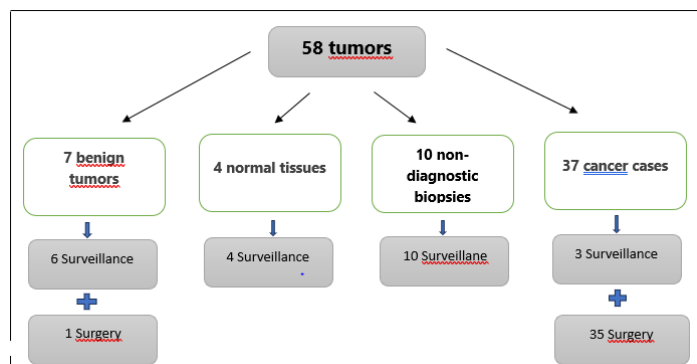 58 tumors
7 benign
tumors
4 normal tissues
10 non-
diagnostic
biopsies
37 cancer cases
6 Surveillance
4 Surveillance
10 Surveillane
3 Surveillance
1 Surgery
35 Surgery